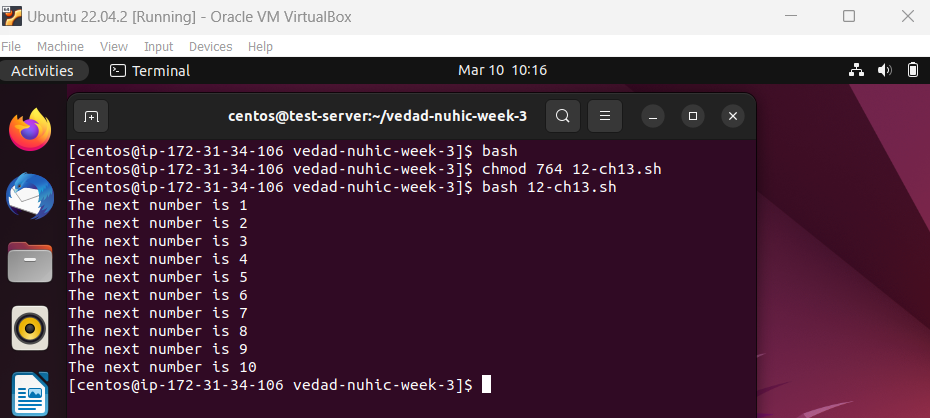 Ubuntu 22.04.2 [Running] - Oracle VM VirtualBox
File Machine View Input Devices Help
Activities Terminal Mar 10 10:16
centos@test-server:~/vedad-nuhic-week-3
[centos@ip-172-31-34-106 vedad-nuhic-week-3]$ bash
[centos@ip-172-31-34-106 vedad-nuhic-week-3]$ chmod 764 12-ch13.sh
[centos@ip-172-31-34-106 vedad-nuhic-week-3]$ bash 12-ch13.sh
The next number is 1
The next number is 2
The next number is 3
The next number is 4
The next number is 5
The next number is 6
The next number is 7
The next number is 8
The next number is 9
The next number is 10
[centos@ip-172-31-34-106 vedad-nuhic-week-3]$